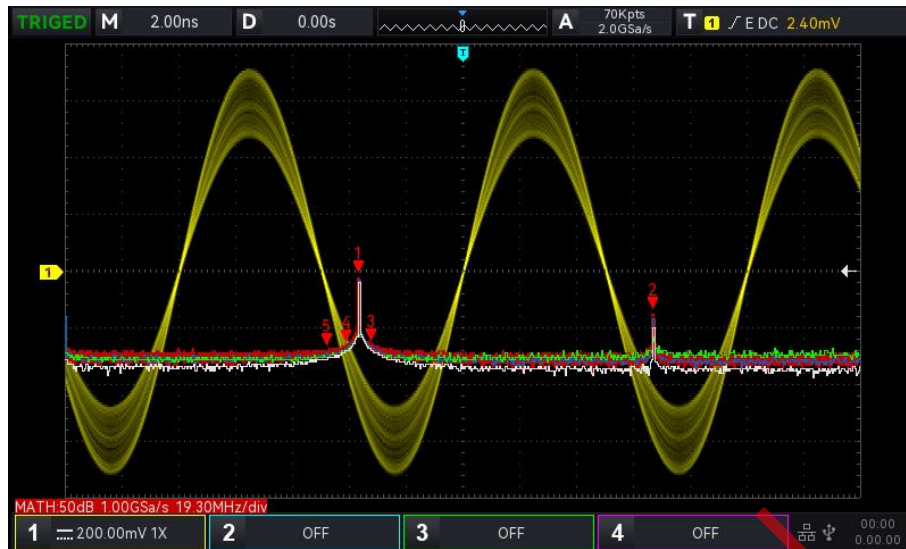 TRIGED M 2.00ns D 0.00s A 70Kpts 2.0GSa/s T 1 E DC 2.40mV
T
1
1
2
5 4 3
MATH:50dB 1.00GSa/s 19.30MHz/div
1 200.00mV 1X 2 OFF 3 OFF 4 OFF 00:00
0.00.00